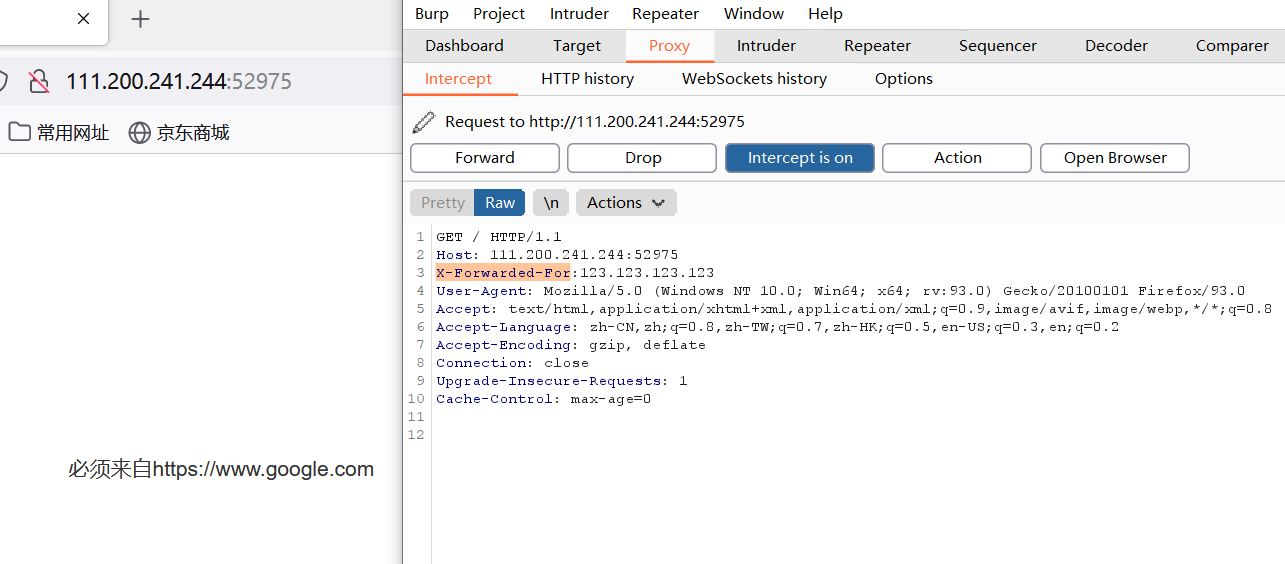 111.200.241.244:52975
常用网址 京东商城
必须来自https://www.google.com
Burp Project Intruder Repeater Window Help
Dashboard Target Proxy Intruder Repeater Sequencer Decoder Comparer
Intercept HTTP history WebSockets history Options
Request to http://111.200.241.244:52975
Forward Drop Intercept is on Action Open Browser
Pretty Raw \n Actions
1 GET / HTTP/1.1
2 Host: 111.200.241.244:52975
3 X-Forwarded-For:123.123.123.123
4 User-Agent: Mozilla/5.0 (Windows NT 10.0; Win64; x64; rv:93.0) Gecko/20100101 Firefox/93.0
5 Accept: text/html,application/xhtml+xml,application/xml;q=0.9,image/avif,image/webp,*/*;q=0.8
6 Accept-Language: zh-CN,zh;q=0.8,zh-TW;q=0.7,zh-HK;q=0.5,en-US;q=0.3,en;q=0.2
7 Accept-Encoding: gzip, deflate
8 Connection: close
9 Upgrade-Insecure-Requests: 1
10 Cache-Control: max-age=0
11
12